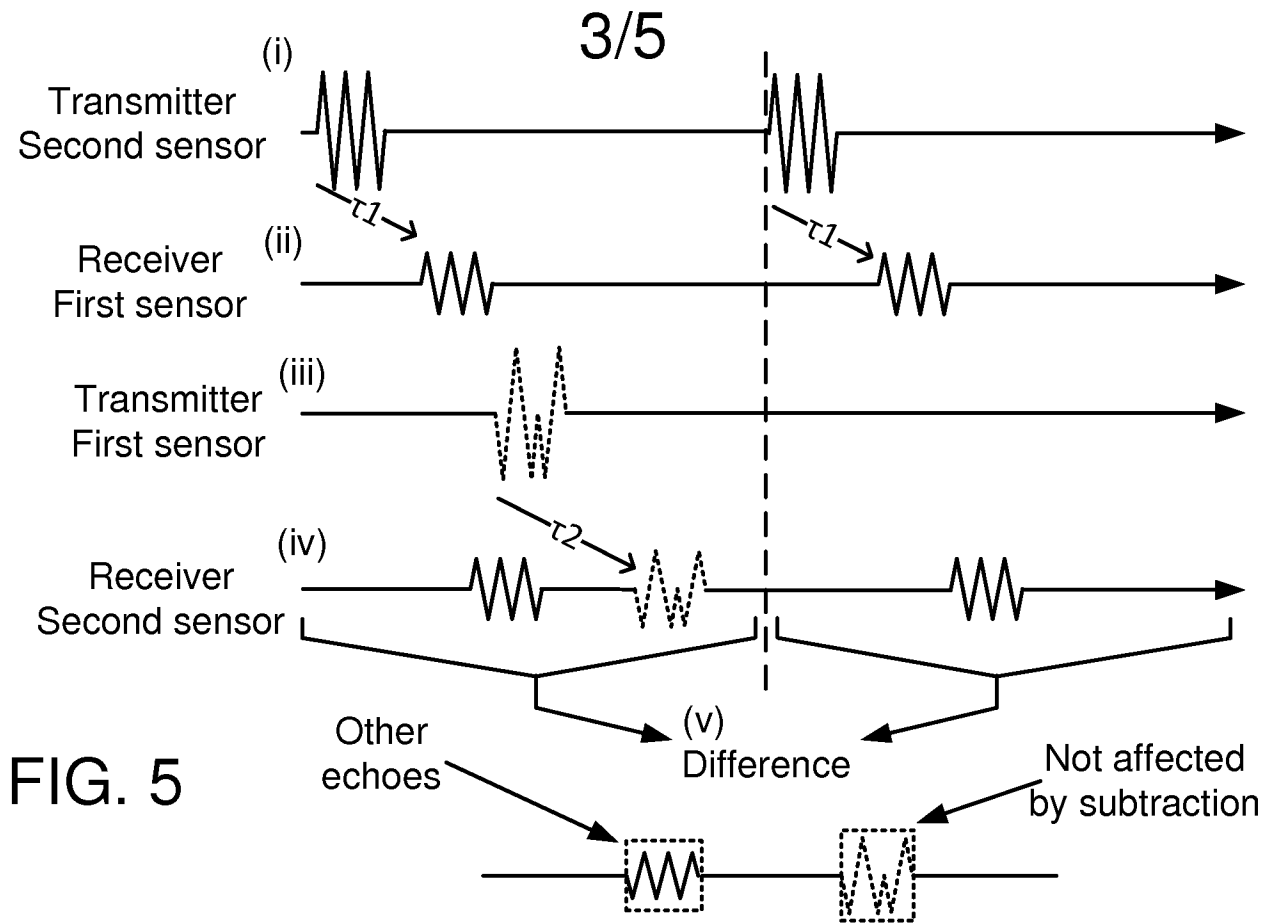 3/5
(i)
Transmitter
Second sensor
τ1
τ1
(ii)
Receiver
First sensor
(iii)
Transmitter
First sensor
τ2
(iv)
Receiver
Second sensor
(v)
Difference
Other
echoes
Not affected
by subtraction
FIG. 5